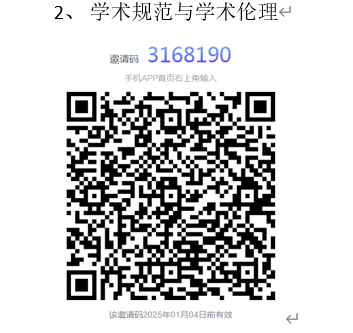 2、 学术规范与学术伦理↵
邀请码 3168190
手机APP首页右上角输入
该邀请码2025年01月04日前有效
↵